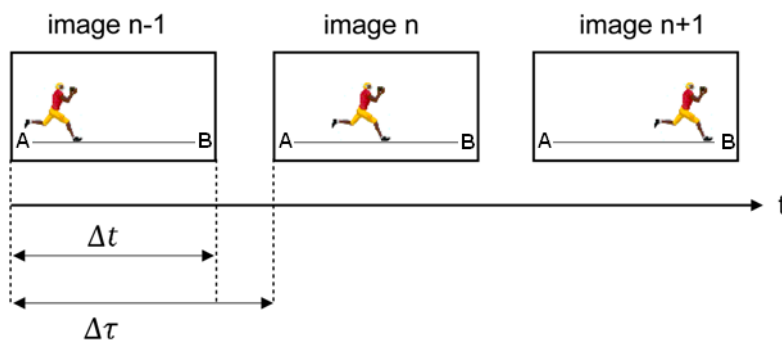 image n-1 image n image n+1
A B A B A B
t
Δt
Δτ